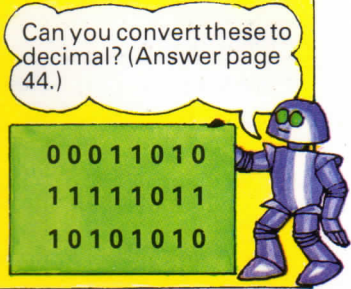 Can you convert these to
decimal? (Answer page
44.)
00011010
11111011
10101010